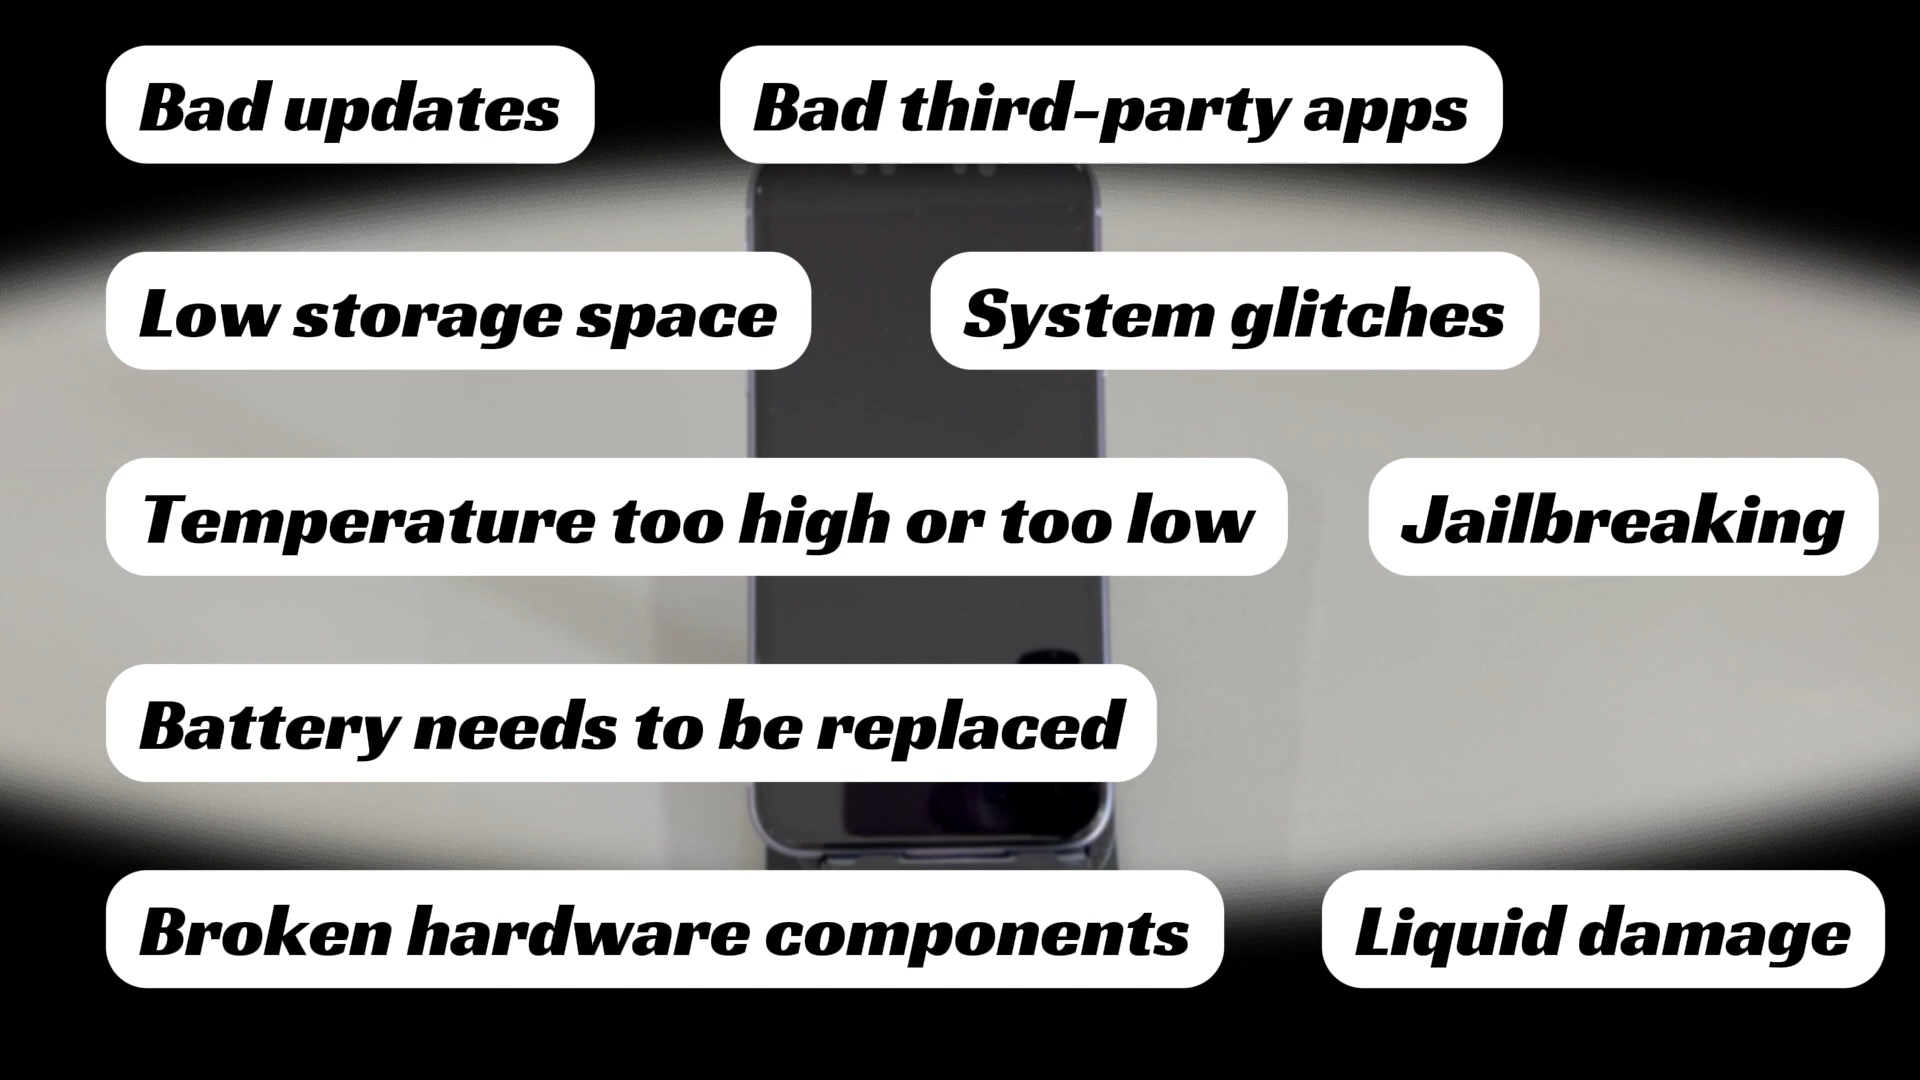 Bad updates
Bad third-party apps
Low storage space
System glitches
Temperature too high or too low
Jailbreaking
Battery needs to be replaced
Broken hardware components
Liquid damage